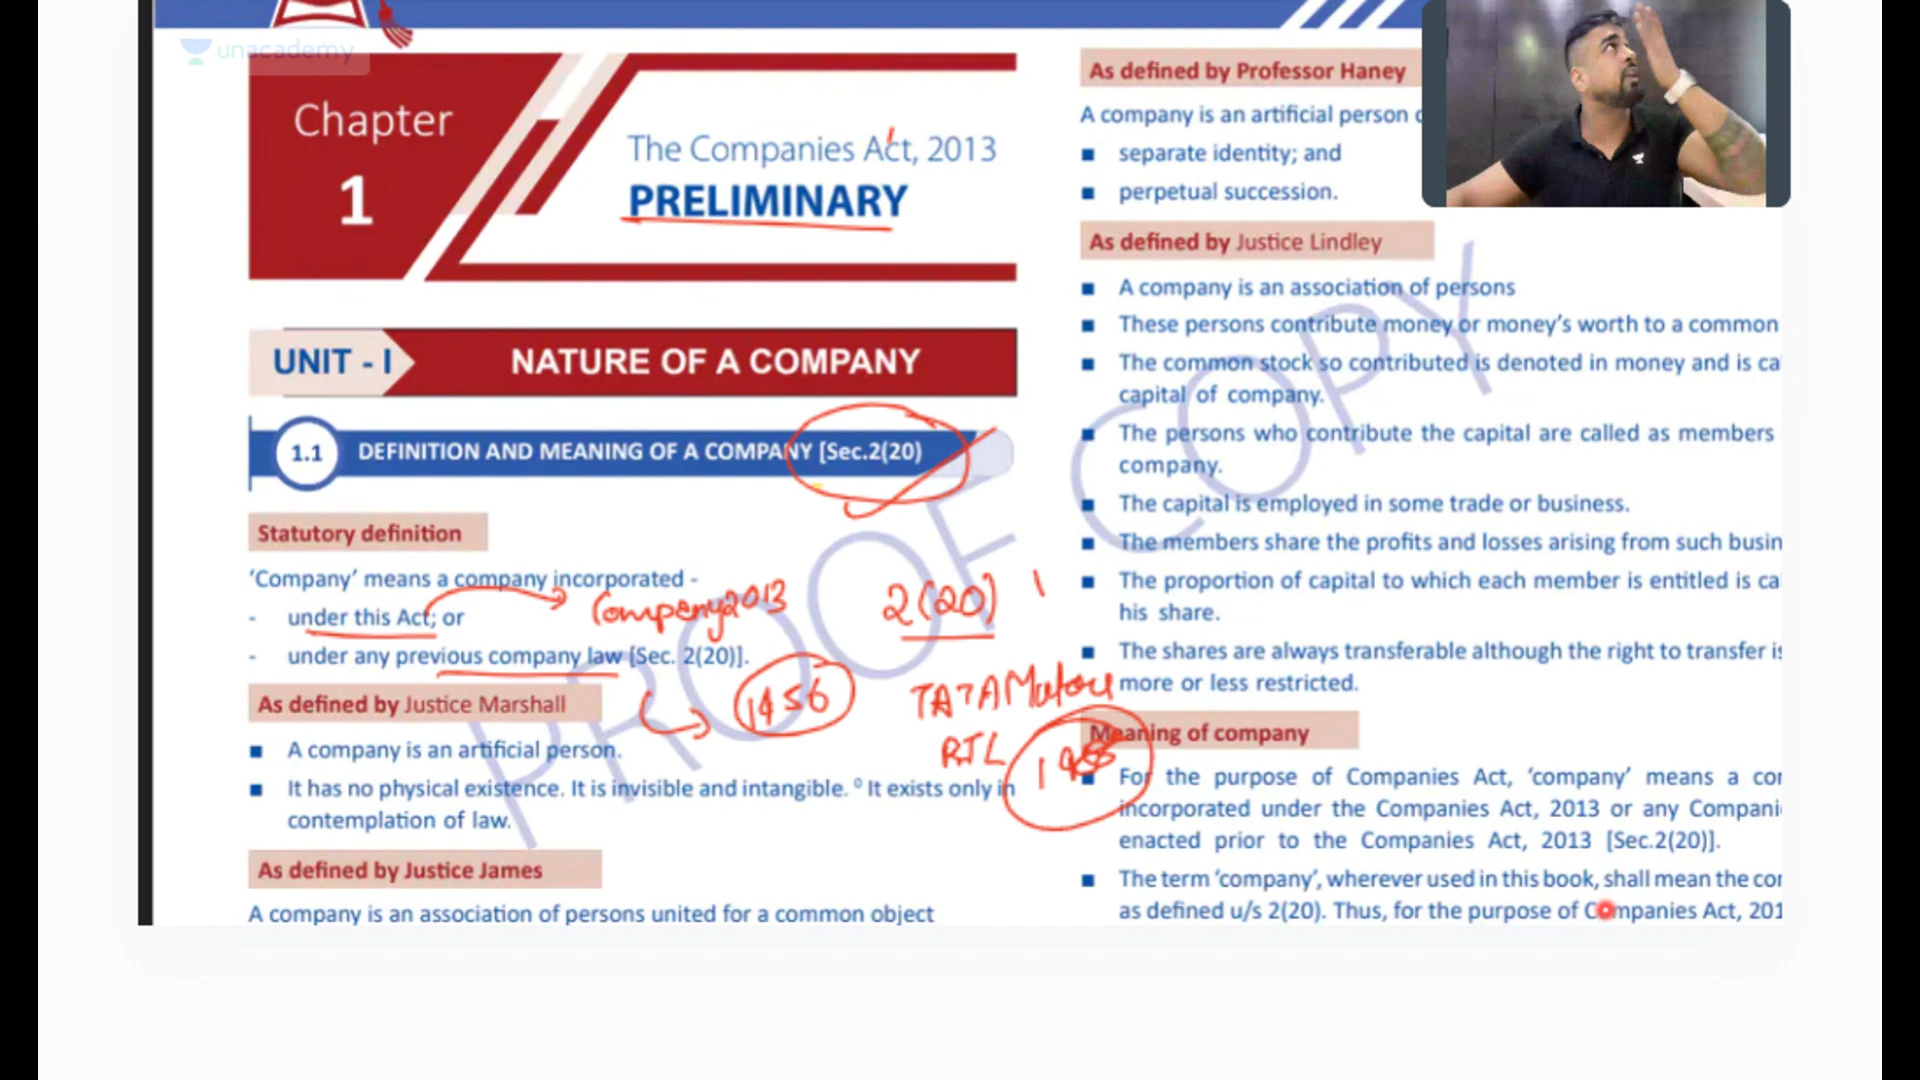 unacademy
Chapter
1
The Companies Act, 2013
PRELIMINARY
UNIT - I
NATURE OF A COMPANY
1.1
DEFINITION AND MEANING OF A COMPANY [Sec.2(20)
Statutory definition
‘Company’ means a company incorporated -
- under this Act; or
Company 2013
2(20)
- under any previous company law [Sec. 2(20)].
1956
As defined by Justice Marshall
■ A company is an artificial person.
■ It has no physical existence. It is invisible and intangible. ⁰ It exists only in
contemplation of law.
As defined by Justice James
A company is an association of persons united for a common object
TATA Motors
RIL
As defined by Professor Haney
A company is an artificial person
■ separate identity; and
■ perpetual succession.
As defined by Justice Lindley
■ A company is an association of persons
■ These persons contribute money or money’s worth to a common
■ The common stock so contributed is denoted in money and is ca
capital of company.
■ The persons who contribute the capital are called as members
company.
■ The capital is employed in some trade or business.
■ The members share the profits and losses arising from such busin
■ The proportion of capital to which each member is entitled is ca
his share.
■ The shares are always transferable although the right to transfer is
more or less restricted.
Meaning of company
■ For the purpose of Companies Act, ‘company’ means a cor
incorporated under the Companies Act, 2013 or any Compani
enacted prior to the Companies Act, 2013 [Sec.2(20)].
■ The term ‘company’, wherever used in this book, shall mean the cor
as defined u/s 2(20). Thus, for the purpose of Companies Act, 201
PROOF COPY